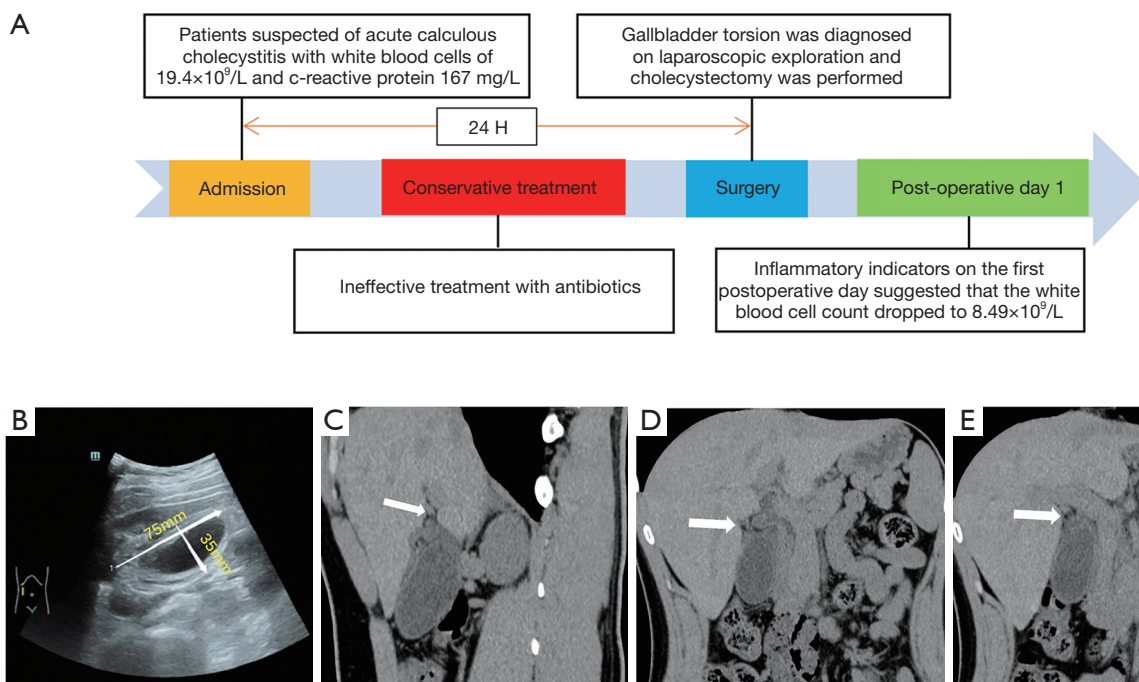 A
Patients suspected of acute calculous
cholecystitis with white blood cells of
19.4×10⁹/L and c-reactive protein 167 mg/L
Gallbladder torsion was diagnosed
on laparoscopic exploration and
cholecystectomy was performed
24 H
Admission
Conservative treatment
Surgery
Post-operative day 1
Ineffective treatment with antibiotics
Inflammatory indicators on the first
postoperative day suggested that the white
blood cell count dropped to 8.49×10⁹/L
B
75mm
35mm
C
D
E